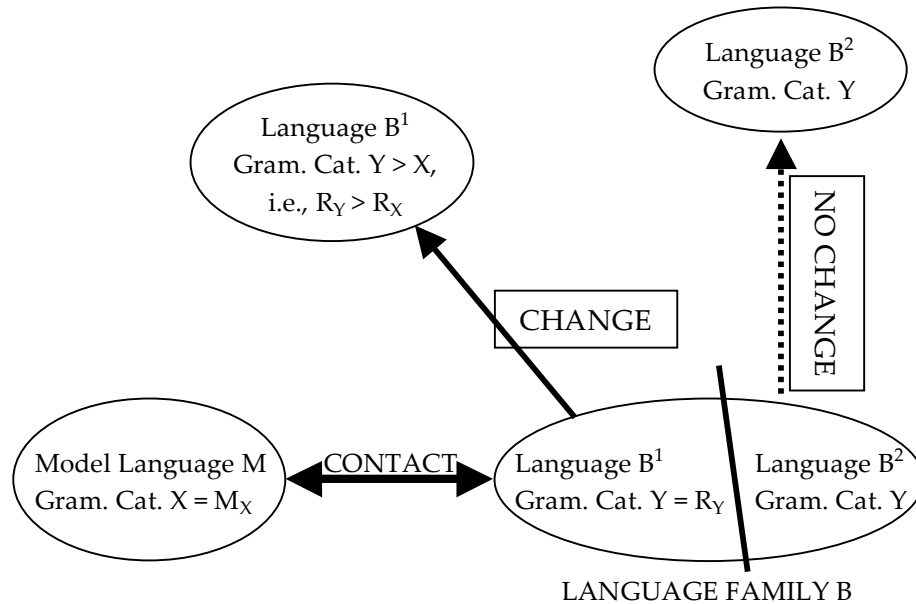 Language B²
Gram. Cat. Y
Language B¹
Gram. Cat. Y > X,
i.e., R_Y > R_X
NO CHANGE
CHANGE
Model Language M
Gram. Cat. X = M_X
CONTACT
Language B¹
Gram. Cat. Y = R_Y
Language B²
Gram. Cat. Y
LANGUAGE FAMILY B